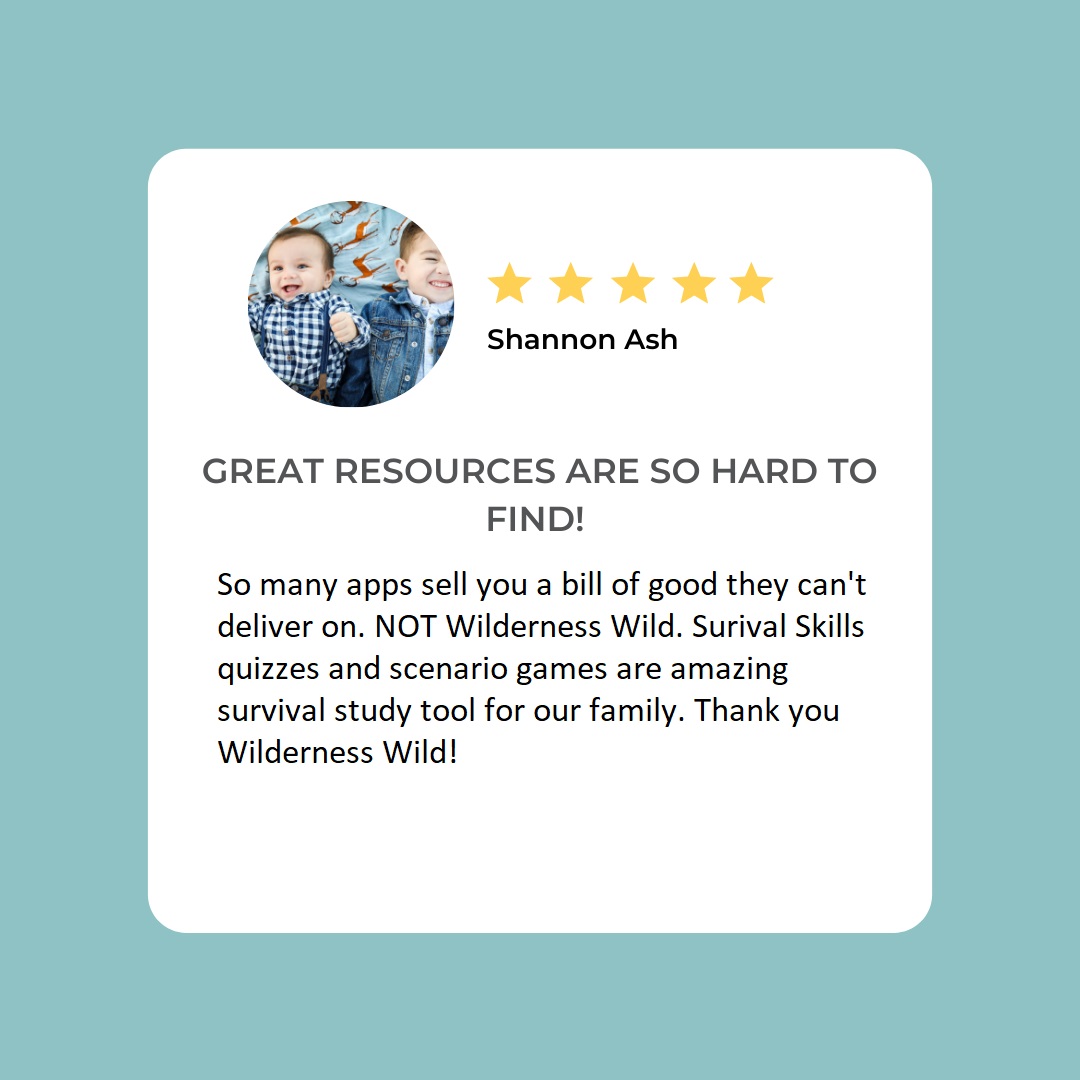 Shannon Ash
GREAT RESOURCES ARE SO HARD TO
FIND!
So many apps sell you a bill of good they can't
deliver on. NOT Wilderness Wild. Surival Skills
quizzes and scenario games are amazing
survival study tool for our family. Thank you
Wilderness Wild!